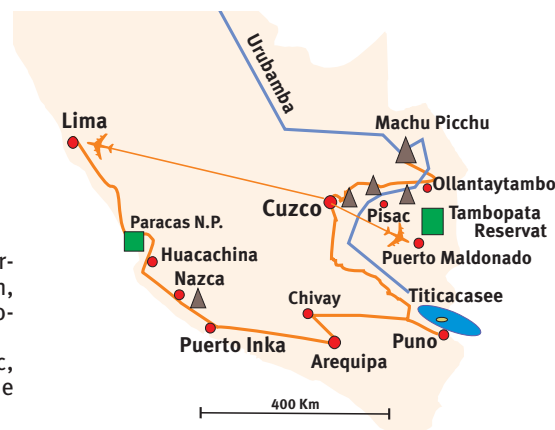 Urubamba
Lima
Machu Picchu
Ollantaytambo
Cuzco
Pisac
Tambopata
Reservat
Paracas N.P.
Puerto Maldonado
Huacachina
Nazca
Chivay
Titicacasee
Puerto Inka
Arequipa
Puno
400 Km
r-
n,
o-
c,
e